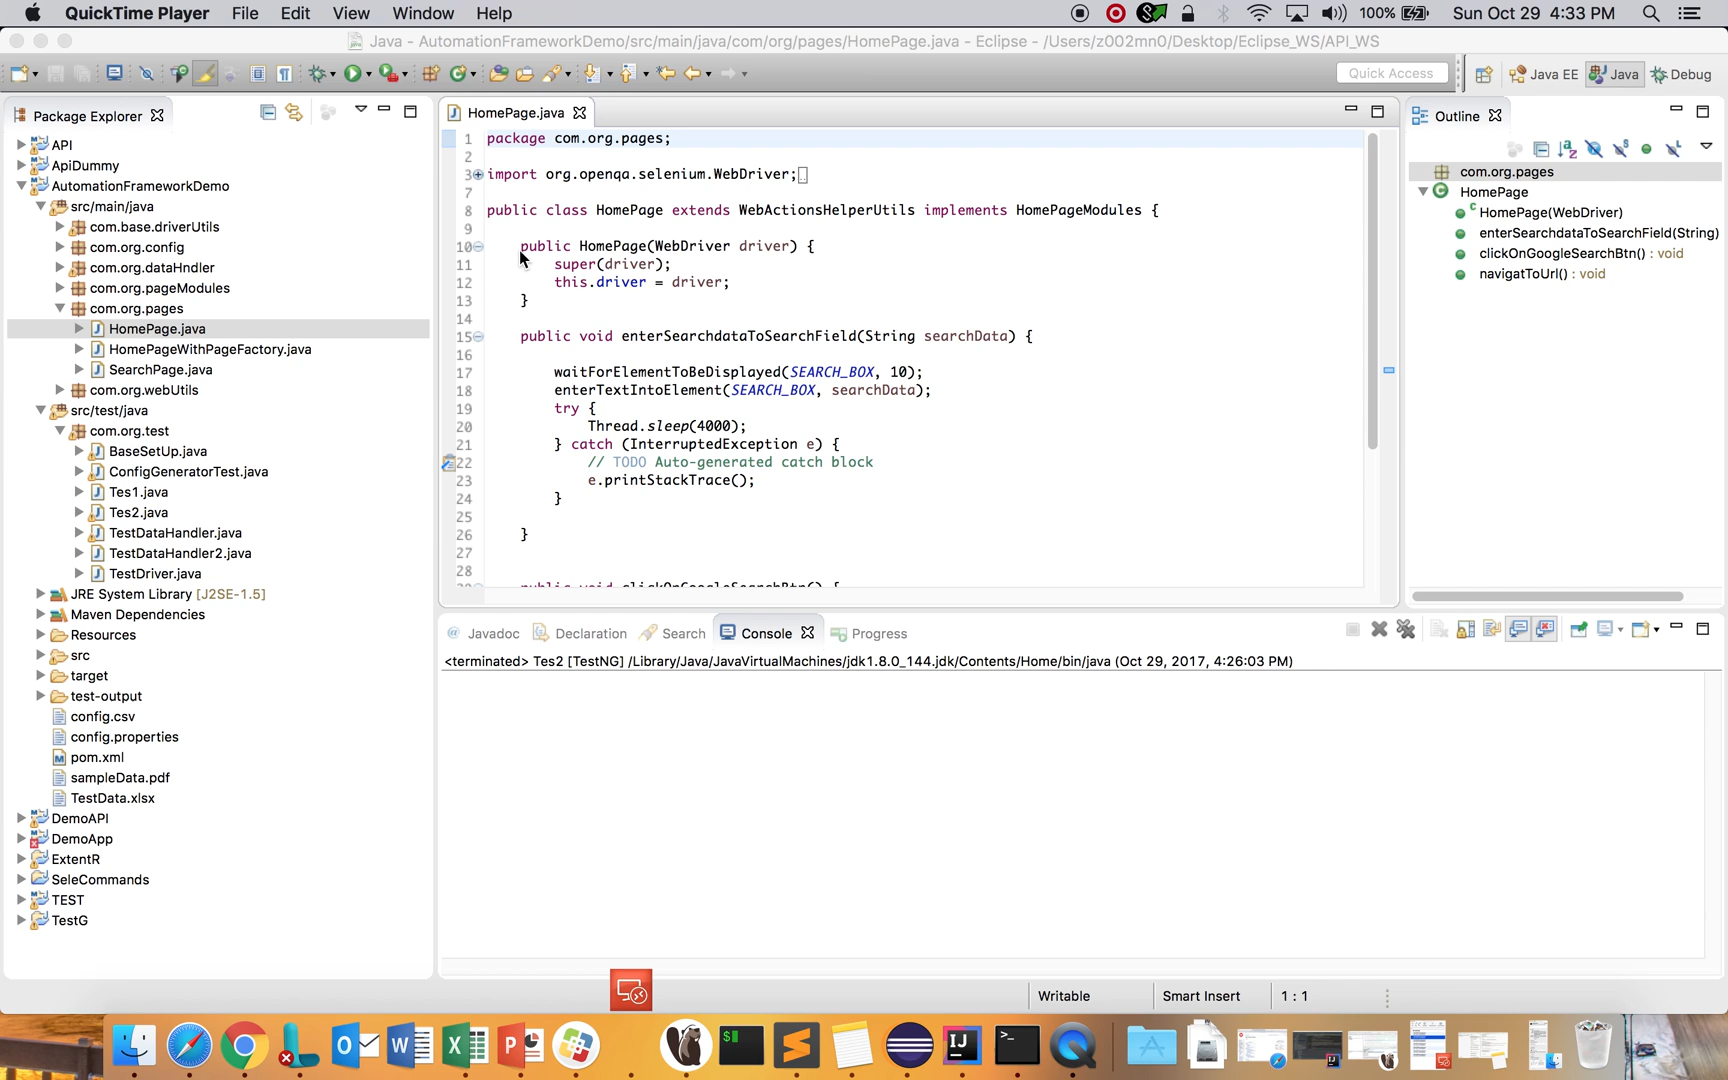 QuickTime Player File Edit View Window Help 100% Sun Oct 29 4:33 PM
Java - AutomationFrameworkDemo/src/main/java/com/org/pages/HomePage.java - Eclipse - /Users/z002mn0/Desktop/Eclipse_WS/API_WS
Quick Access Java EE Java Debug
Package Explorer
API
ApiDummy
AutomationFrameworkDemo
src/main/java
com.base.driverUtils
com.org.config
com.org.dataHndler
com.org.pageModules
com.org.pages
HomePage.java
HomePageWithPageFactory.java
SearchPage.java
com.org.webUtils
src/test/java
com.org.test
BaseSetUp.java
ConfigGeneratorTest.java
Tes1.java
Tes2.java
TestDataHandler.java
TestDataHandler2.java
TestDriver.java
JRE System Library [J2SE-1.5]
Maven Dependencies
Resources
src
target
test-output
config.csv
config.properties
pom.xml
sampleData.pdf
TestData.xlsx
DemoAPI
DemoApp
ExtentR
SeleCommands
TEST
TestG
HomePage.java
1 package com.org.pages;
2
3 import org.openqa.selenium.WebDriver;
7
8 public class HomePage extends WebActionsHelperUtils implements HomePageModules {
9
10 public HomePage(WebDriver driver) {
11 super(driver);
12 this.driver = driver;
13 }
14
15 public void enterSearchdataToSearchField(String searchData) {
16
17 waitForElementToBeDisplayed(SEARCH_BOX, 10);
18 enterTextIntoElement(SEARCH_BOX, searchData);
19 try {
20 Thread.sleep(4000);
21 } catch (InterruptedException e) {
22 // TODO Auto-generated catch block
23 e.printStackTrace();
24 }
25
26 }
27
28
public void clickOnGoogleSearchBtn() {
Outline
com.org.pages
HomePage
HomePage(WebDriver)
enterSearchdataToSearchField(String)
clickOnGoogleSearchBtn() : void
navigatToUrl() : void
Javadoc Declaration Search Console Progress
<terminated> Tes2 [TestNG] /Library/Java/JavaVirtualMachines/jdk1.8.0_144.jdk/Contents/Home/bin/java (Oct 29, 2017, 4:26:03 PM)
Writable Smart Insert 1 : 1